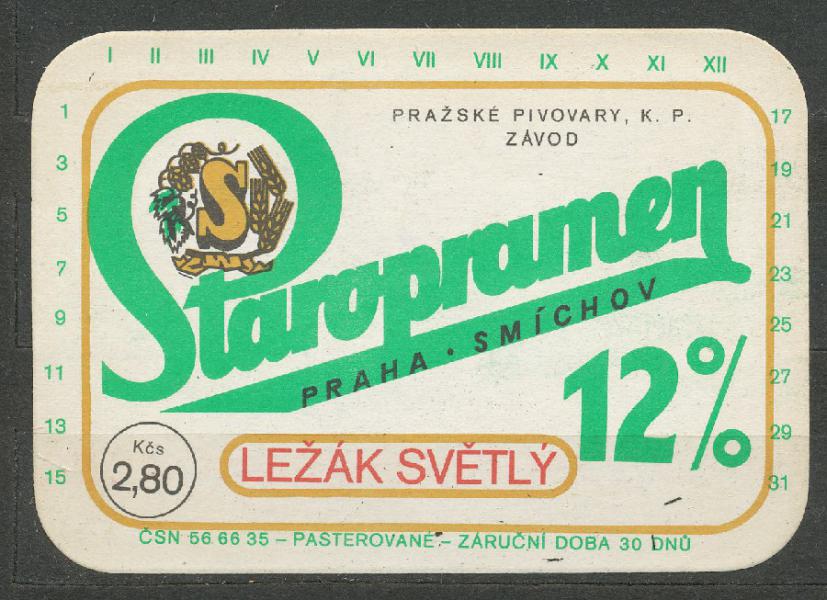 I II III IV V VI VII VIII IX X XI XII
PRAŽSKÉ PIVOVARY, K. P.
ZÁVOD
S
Staropramen
PRAHA · SMÍCHOV
12%
Kčs
2,80
LEŽÁK SVĚTLÝ
1
3
5
7
9
11
13
15
17
19
21
23
25
27
29
31
ČSN 56 66 35 – PASTEROVANÉ – ZÁRUČNÍ DOBA 30 DNŮ